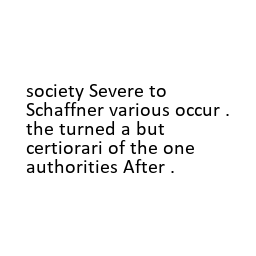 society Severe to
Schaffner various occur .
the turned a but
certiorari of the one
authorities After .